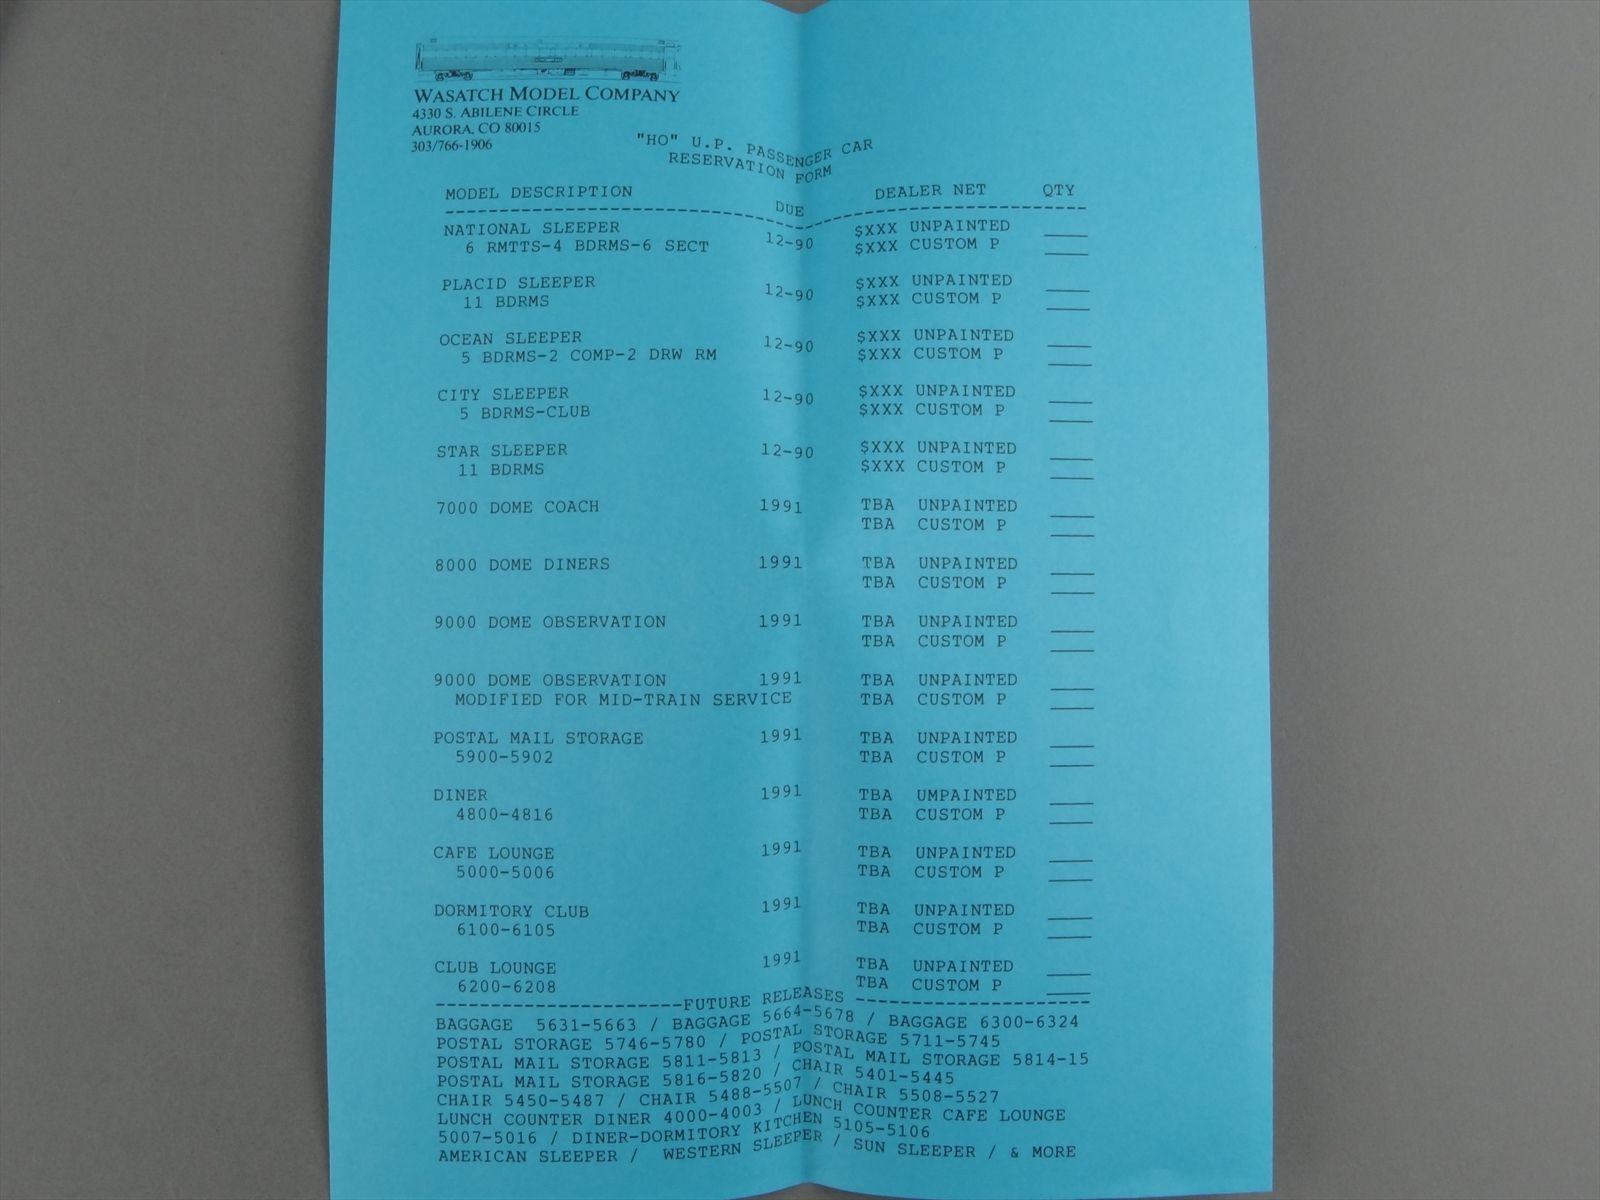 WASATCH MODEL COMPANY
4330 S. ABILENE CIRCLE
AURORA, CO 80015
303/766-1906
"HO" U.P. PASSENGER CAR
RESERVATION FORM
MODEL DESCRIPTION DUE DEALER NET QTY
NATIONAL SLEEPER 12-90 $XXX UNPAINTED
6 RMTTS-4 BDRMS-6 SECT $XXX CUSTOM P
PLACID SLEEPER 12-90 $XXX UNPAINTED
11 BDRMS $XXX CUSTOM P
OCEAN SLEEPER 12-90 $XXX UNPAINTED
5 BDRMS-2 COMP-2 DRW RM $XXX CUSTOM P
CITY SLEEPER 12-90 $XXX UNPAINTED
5 BDRMS-CLUB $XXX CUSTOM P
STAR SLEEPER 12-90 $XXX UNPAINTED
11 BDRMS $XXX CUSTOM P
7000 DOME COACH 1991 TBA UNPAINTED
TBA CUSTOM P
8000 DOME DINERS 1991 TBA UNPAINTED
TBA CUSTOM P
9000 DOME OBSERVATION 1991 TBA UNPAINTED
TBA CUSTOM P
9000 DOME OBSERVATION 1991 TBA UNPAINTED
MODIFIED FOR MID-TRAIN SERVICE TBA CUSTOM P
POSTAL MAIL STORAGE 1991 TBA UNPAINTED
5900-5902 TBA CUSTOM P
DINER 1991 TBA UMPAINTED
4800-4816 TBA CUSTOM P
CAFE LOUNGE 1991 TBA UNPAINTED
5000-5006 TBA CUSTOM P
DORMITORY CLUB 1991 TBA UNPAINTED
6100-6105 TBA CUSTOM P
CLUB LOUNGE 1991 TBA UNPAINTED
6200-6208 TBA CUSTOM P
-----------------------FUTURE RELEASES ----------------------
BAGGAGE 5631-5663 / BAGGAGE 5664-5678 / BAGGAGE 6300-6324
POSTAL STORAGE 5746-5780 / POSTAL STORAGE 5711-5745
POSTAL MAIL STORAGE 5811-5813 / POSTAL MAIL STORAGE 5814-15
POSTAL MAIL STORAGE 5816-5820 / CHAIR 5401-5445
CHAIR 5450-5487 / CHAIR 5488-5507 / CHAIR 5508-5527
LUNCH COUNTER DINER 4000-4003 / LUNCH COUNTER CAFE LOUNGE
5007-5016 / DINER-DORMITORY KITCHEN 5105-5106
AMERICAN SLEEPER / WESTERN SLEEPER / SUN SLEEPER / & MORE